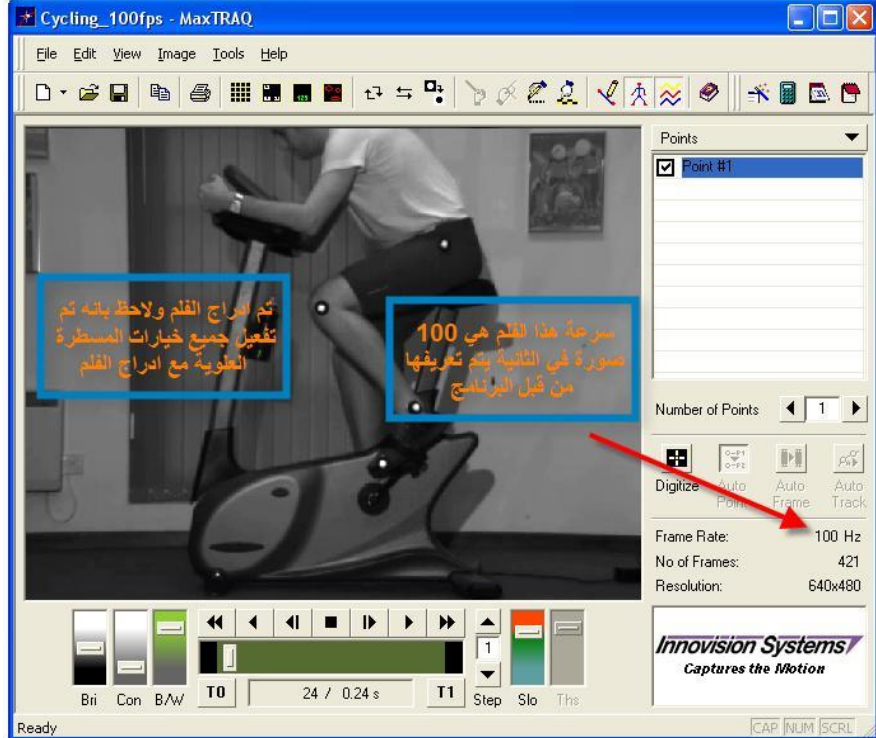 Cycling_100fps - MaxTRAQ
File Edit View Image Tools Help
Points
Point #1
تم ادراج الفلم ولاحظ بانه تم
تفعيل جميع خيارات المسطرة
العلوية مع ادراج الفلم
سرعة هذا الفلم هي 100
صورة في الثانية يتم تعريفها
من قبل البرنامج
Number of Points 1
Digitize Auto Point Auto Frame Auto Track
Frame Rate: 100 Hz
No of Frames: 421
Resolution: 640x480
Innovision Systems
Captures the Motion
1
T0 24 / 0.24 s T1
Bri Con B/W Step Slo Ths
Ready
CAP NUM SCRL